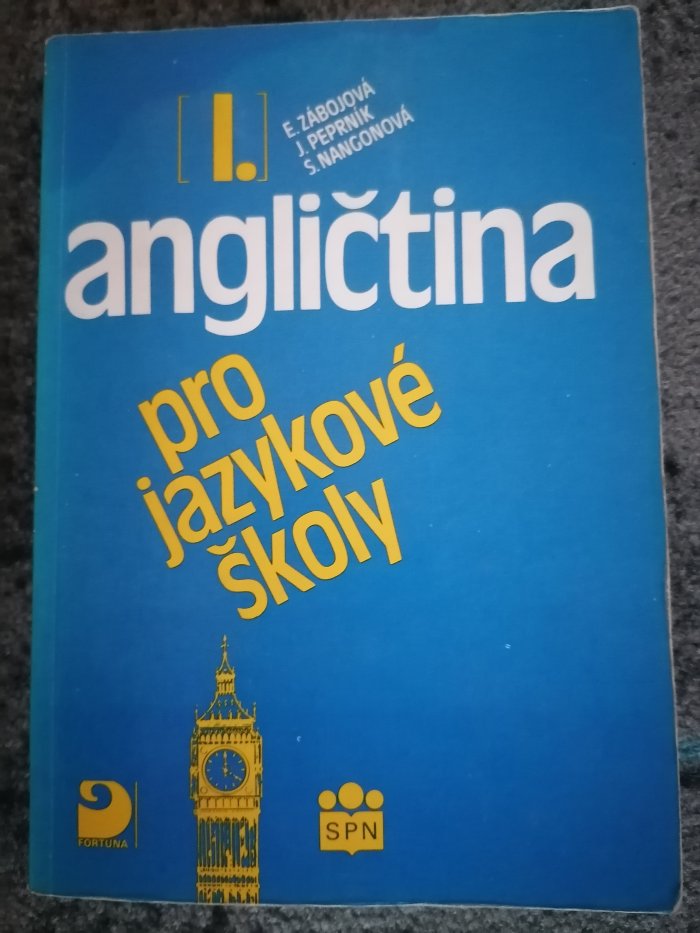 [I.]
E. ZÁBOJOVÁ
J. PEPRNÍK
S. NANGONOVÁ
angličtina
pro
jazykové
školy
FORTUNA
SPN